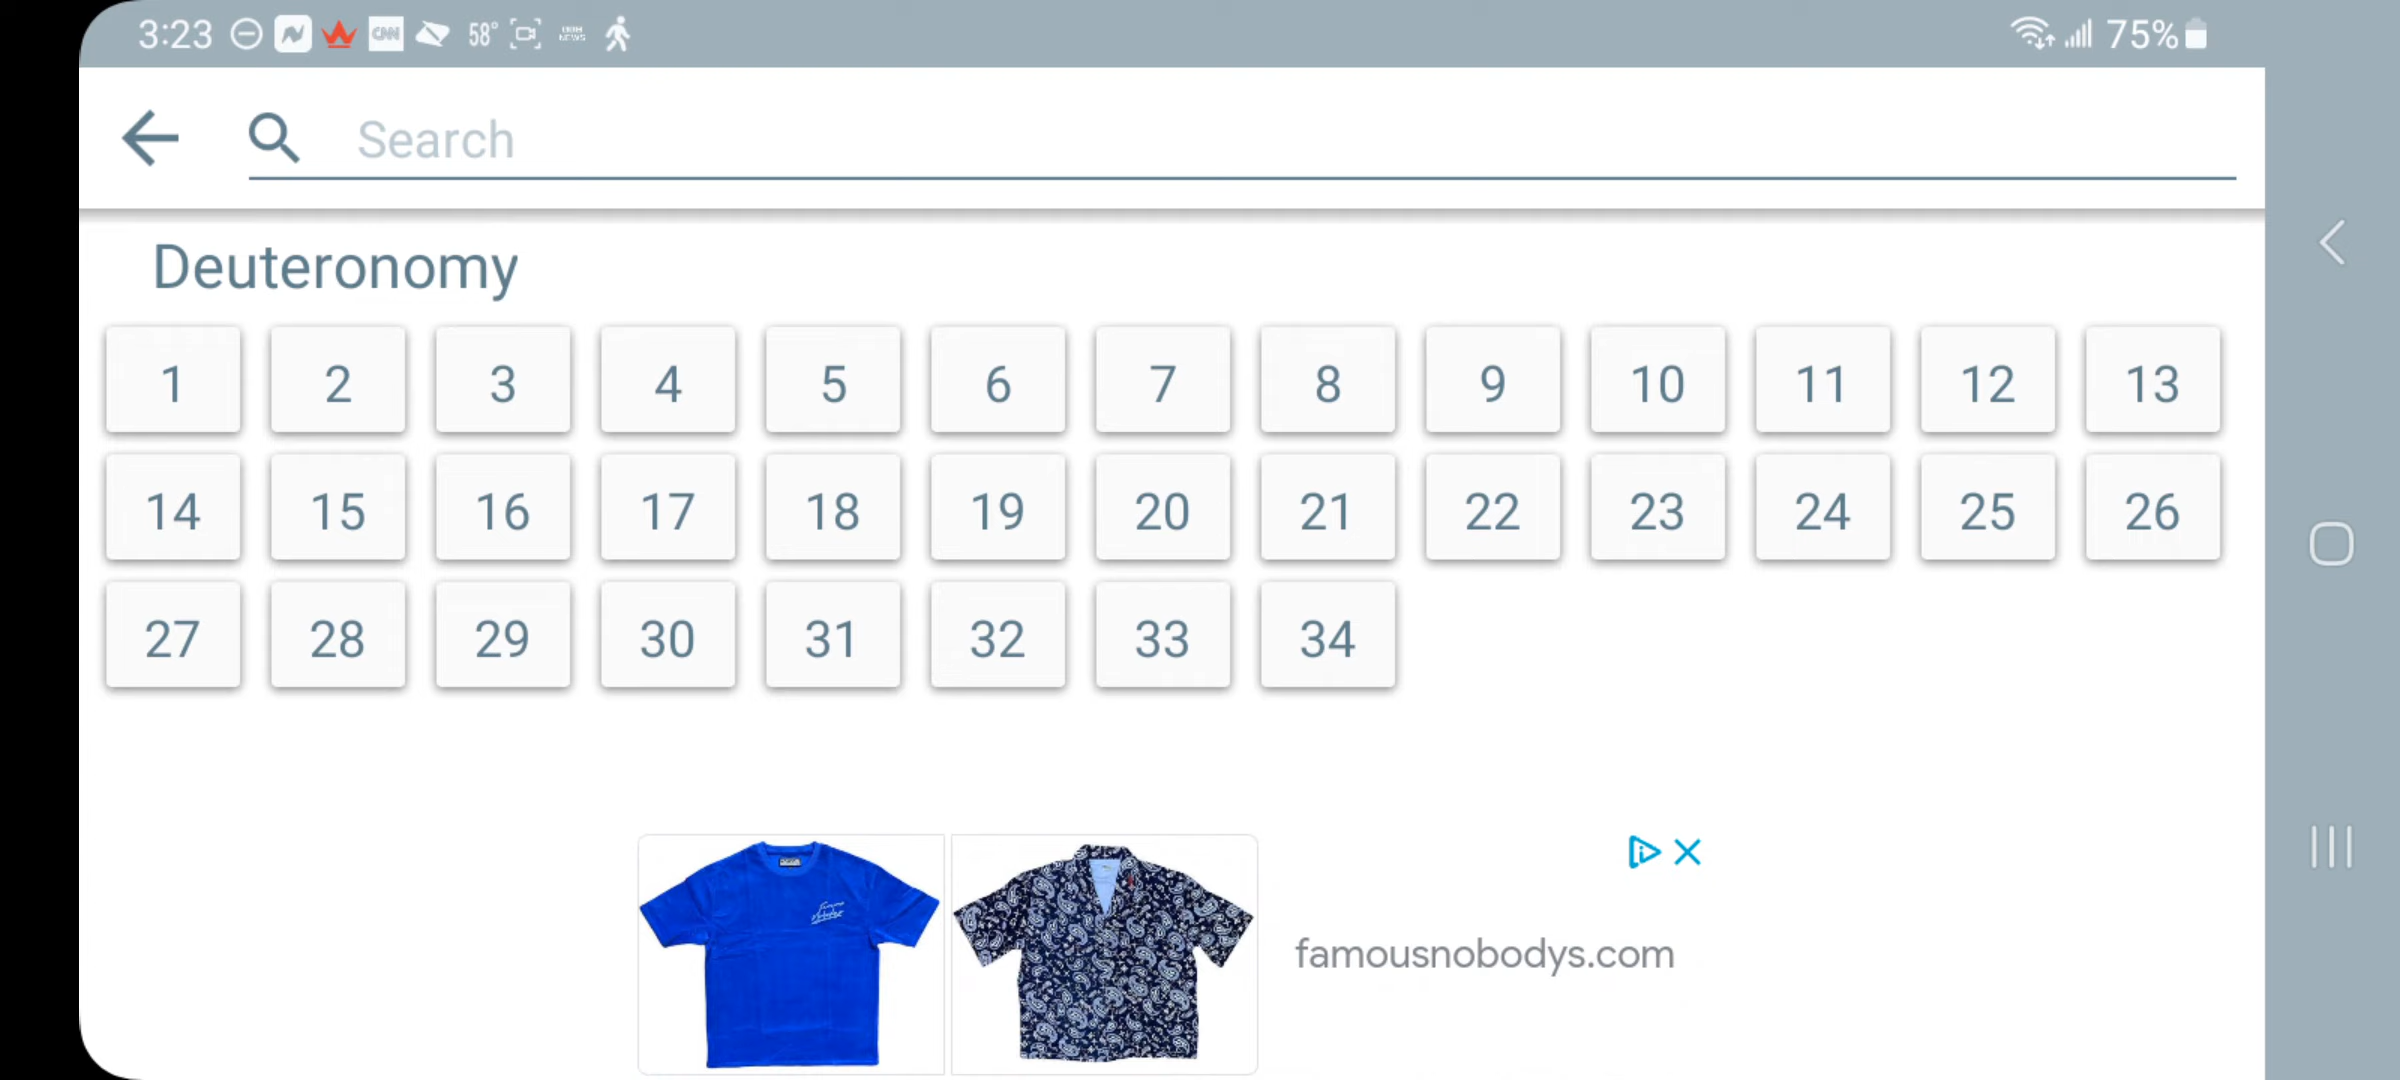 3:23 CNN 58° 75%
Search
Deuteronomy
1 2 3 4 5 6 7 8 9 10 11 12 13
14 15 16 17 18 19 20 21 22 23 24 25 26
27 28 29 30 31 32 33 34
famousnobodys.com